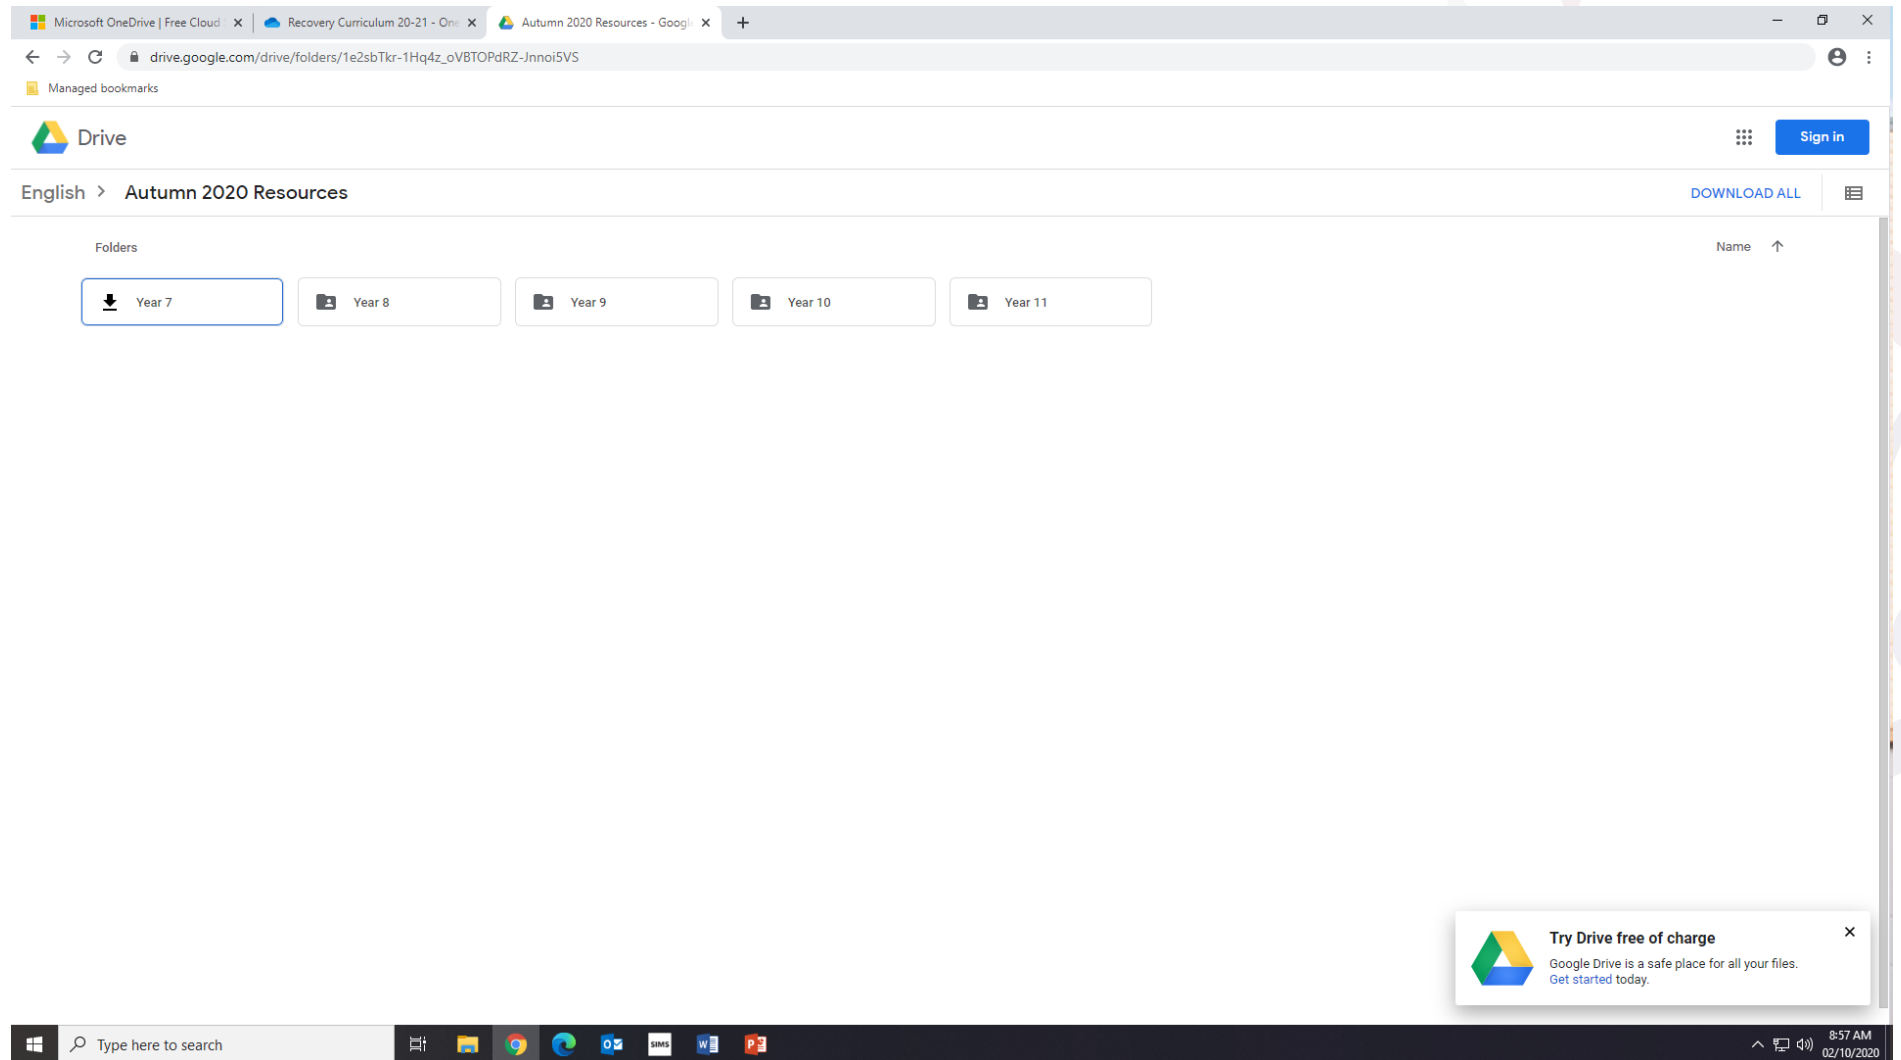 Microsoft OneDrive | Free Cloud
Recovery Curriculum 20-21 - One
Autumn 2020 Resources - Googl
drive.google.com/drive/folders/1e2sbTkr-1Hq4z_oVBTOPdRZ-Jnnoi5VS
Managed bookmarks
Drive
Sign in
English > Autumn 2020 Resources
DOWNLOAD ALL
Folders
Name
Year 7
Year 8
Year 9
Year 10
Year 11
Try Drive free of charge
Google Drive is a safe place for all your files.
Get started today.
Type here to search
SIMS
8:57 AM
02/10/2020